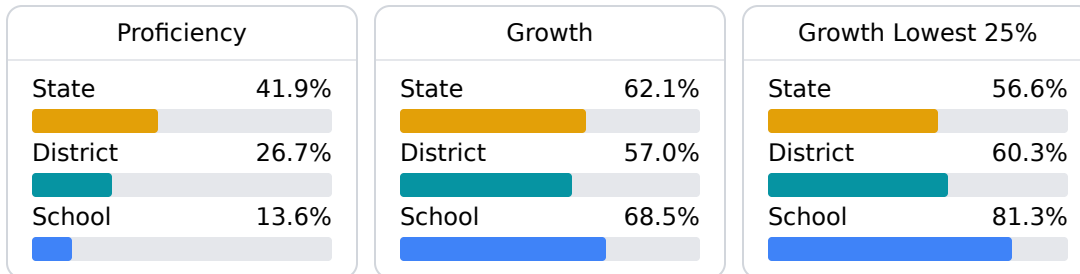 Proficiency
State 41.9%
District 26.7%
School 13.6%
Growth
State 62.1%
District 57.0%
School 68.5%
Growth Lowest 25%
State 56.6%
District 60.3%
School 81.3%